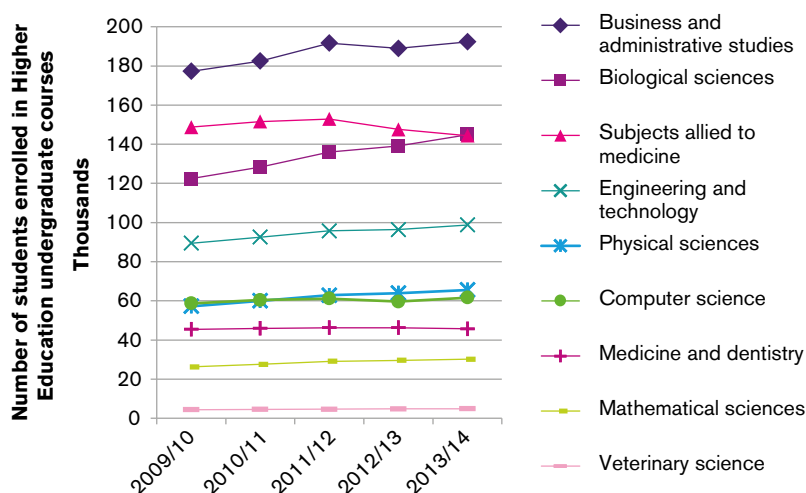 Number of students enrolled in Higher
Education undergraduate courses
Thousands
200
180
160
140
120
100
80
60
40
20
0
2009/10
2010/11
2011/12
2012/13
2013/14
Business and
administrative studies
Biological sciences
Subjects allied to
medicine
Engineering and
technology
Physical sciences
Computer science
Medicine and dentistry
Mathematical sciences
Veterinary science